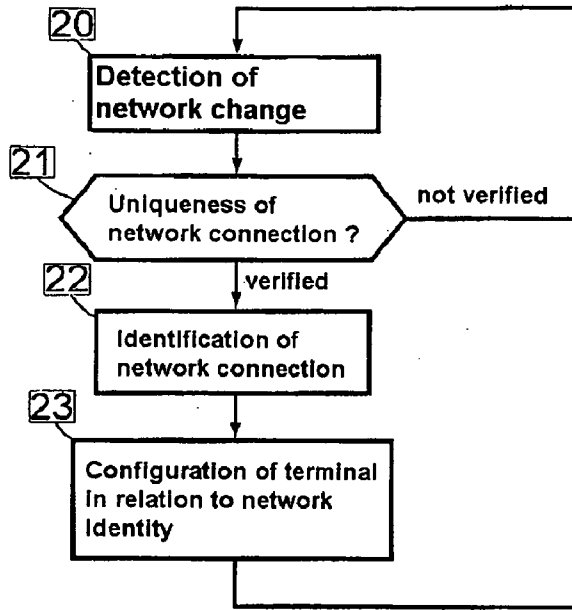 20
Detection of
network change
21
Uniqueness of
network connection ?
not verified
verified
22
Identification of
network connection
23
Configuration of terminal
in relation to network
identity